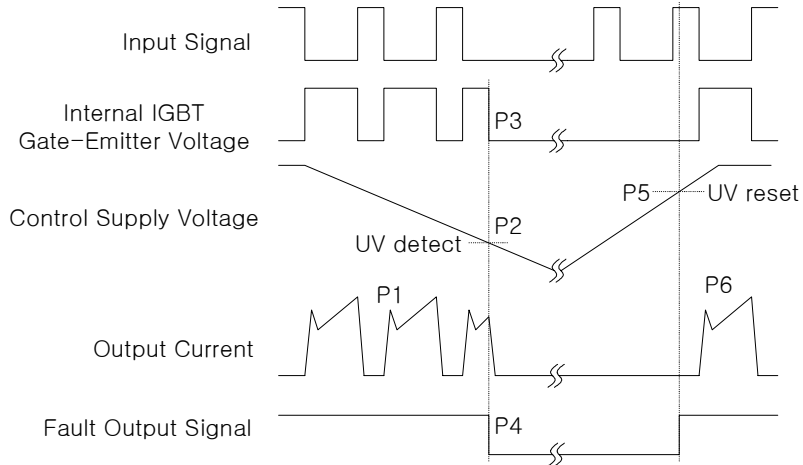 Input Signal
Internal IGBT
Gate-Emitter Voltage
P3
Control Supply Voltage
P5
UV reset
P2
UV detect
P1
P6
Output Current
Fault Output Signal
P4